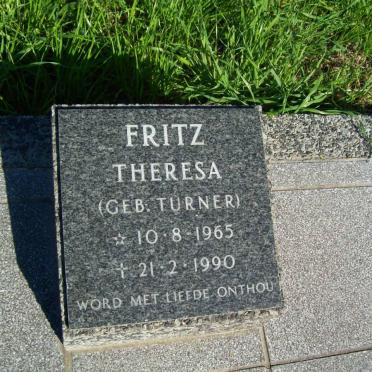 FRITZ
THERESA
(GEB. TURNER)
☆ 10·8·1965
† 21·2·1990
WORD MET LIEFDE ONTHOU